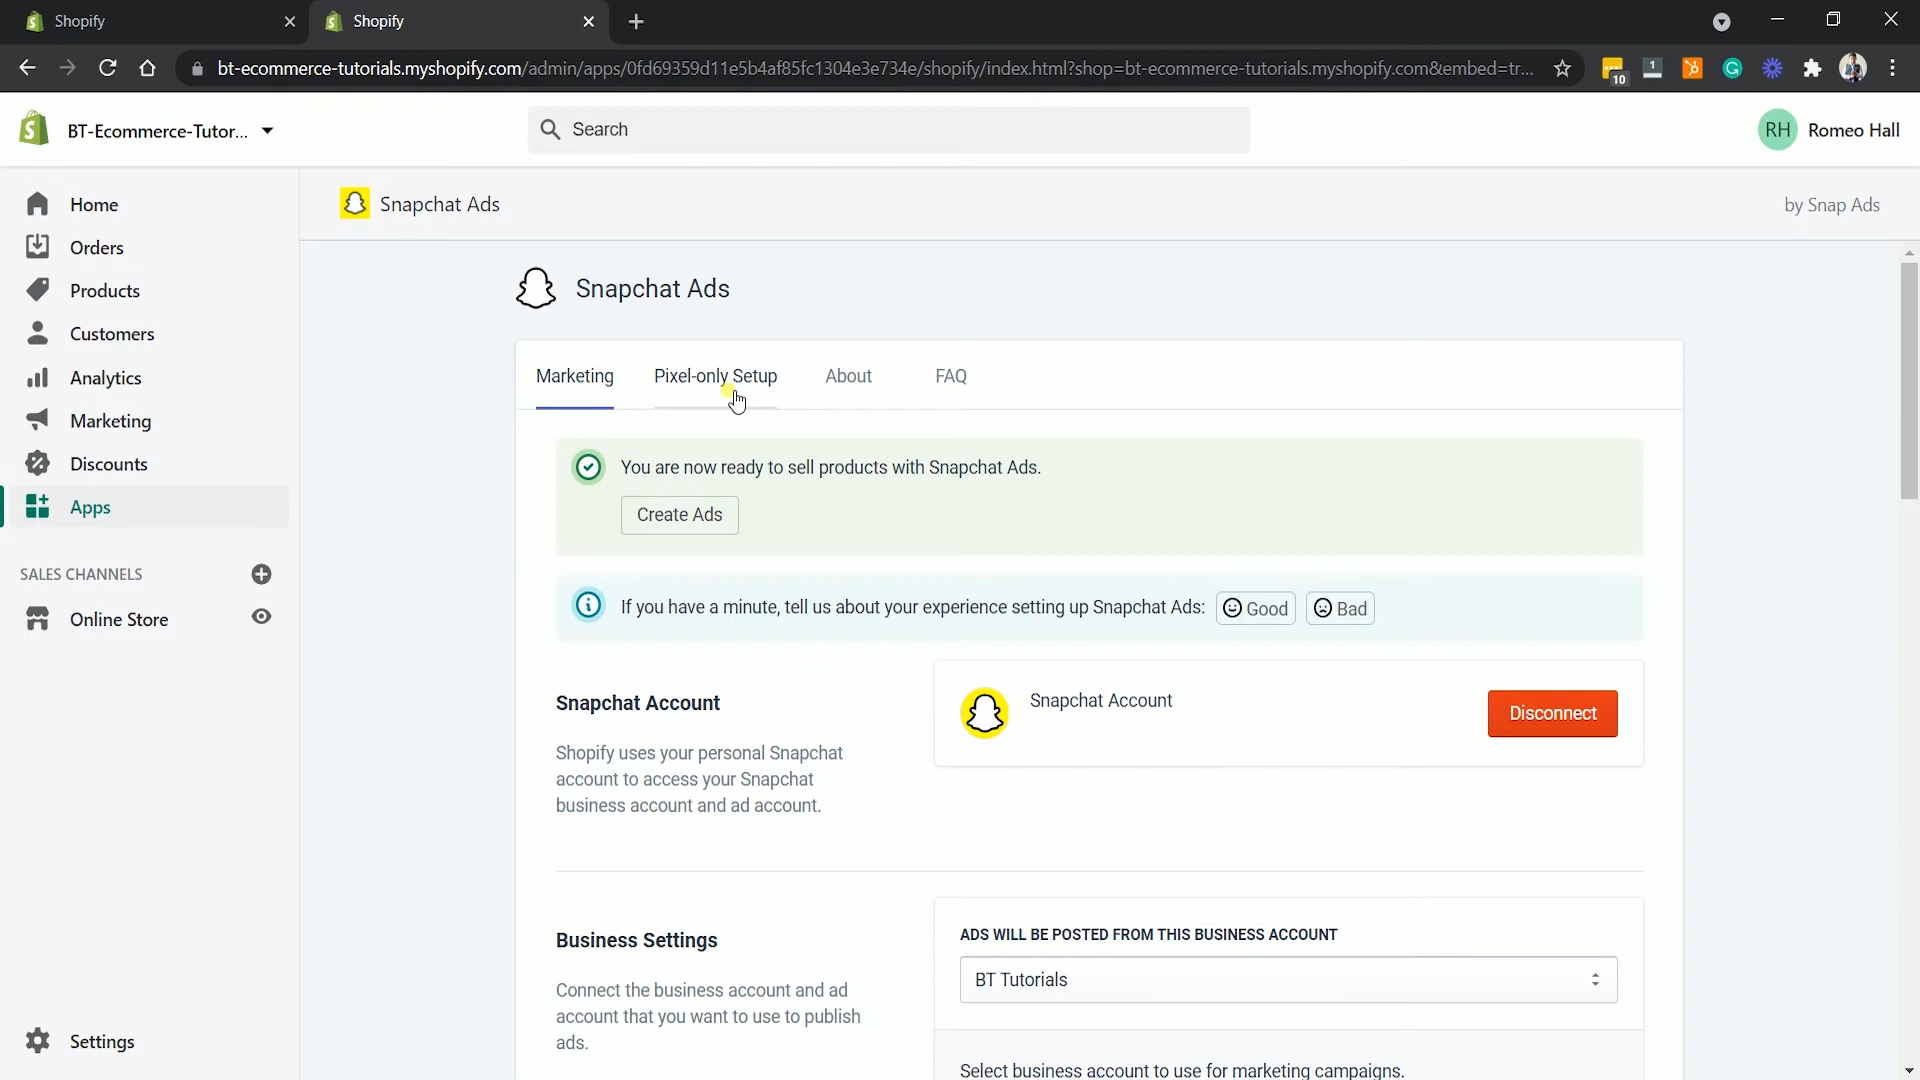 Shopify
Shopify
bt-ecommerce-tutorials.myshopify.com/admin/apps/0fd69359d11e5b4af85fc1304e3e734e/shopify/index.html?shop=bt-ecommerce-tutorials.myshopify.com&embed=tr...
10
1
BT-Ecommerce-Tutor...
Search
RH Romeo Hall
Home
Orders
Products
Customers
Analytics
Marketing
Discounts
Apps
SALES CHANNELS
Online Store
Settings
Snapchat Ads
by Snap Ads
Snapchat Ads
Marketing Pixel-only Setup About FAQ
You are now ready to sell products with Snapchat Ads.
Create Ads
If you have a minute, tell us about your experience setting up Snapchat Ads: Good Bad
Snapchat Account
Shopify uses your personal Snapchat
account to access your Snapchat
business account and ad account.
Snapchat Account
Disconnect
Business Settings
Connect the business account and ad
account that you want to use to publish
ads.
ADS WILL BE POSTED FROM THIS BUSINESS ACCOUNT
BT Tutorials
Select business account to use for marketing campaigns.